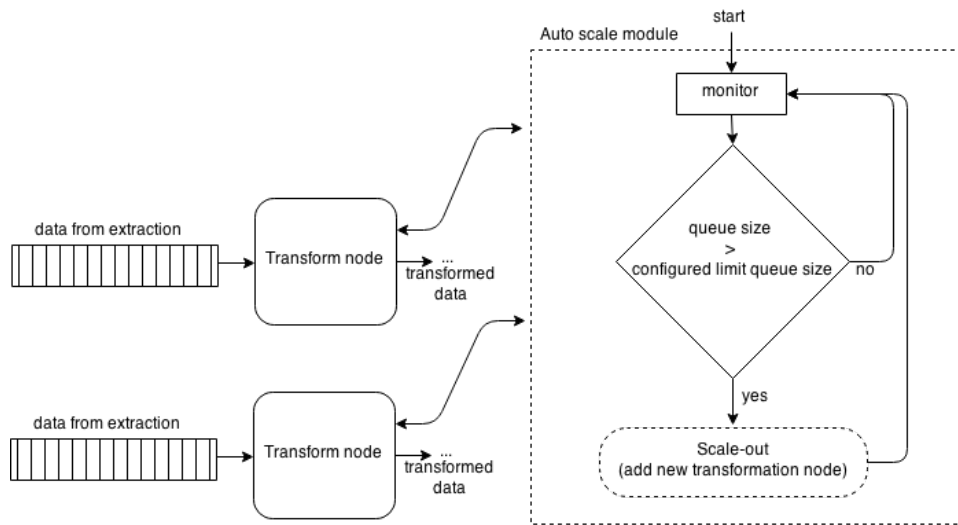 start
Auto scale module
monitor
queue size
>
configured limit queue size
no
yes
Scale-out
(add new transformation node)
data from extraction
Transform node
...
transformed
data
data from extraction
Transform node
...
transformed
data